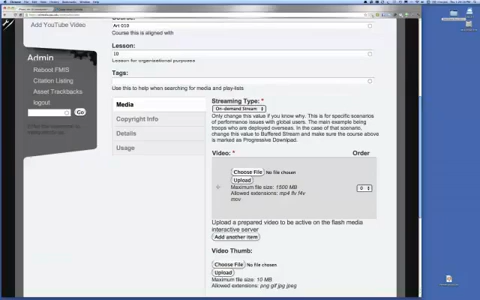 Add YouTube Video
Art 010
Course this is aligned with
Lesson:
10
Lesson for organizational purposes
Admin
Reboot FMIS
Citation Listing
Asset Trackbacks
logout
Go
Tags:
Use this to help when searching for media and play-lists
Media
Copyright Info
Details
Usage
Streaming Type: *
On-demand Stream
Only change this value if you know why. This is for specific scenarios
of performance issues with global users. The main example being
troops who are deployed overseas. In the case of that scenario,
change this value to Buffered Stream and make sure the course above
is marked as Progressive Download.
Video: *
Order
Choose File No file chosen
Upload
Maximum file size: 1500 MB
Allowed extensions: mp4 flv f4v
mov
0
Upload a prepared video to be active on the flash media
interactive server
Add another item
Video Thumb:
Choose File No file chosen
Upload
Maximum file size: 10 MB
Allowed extensions: png gif jpg jpeg